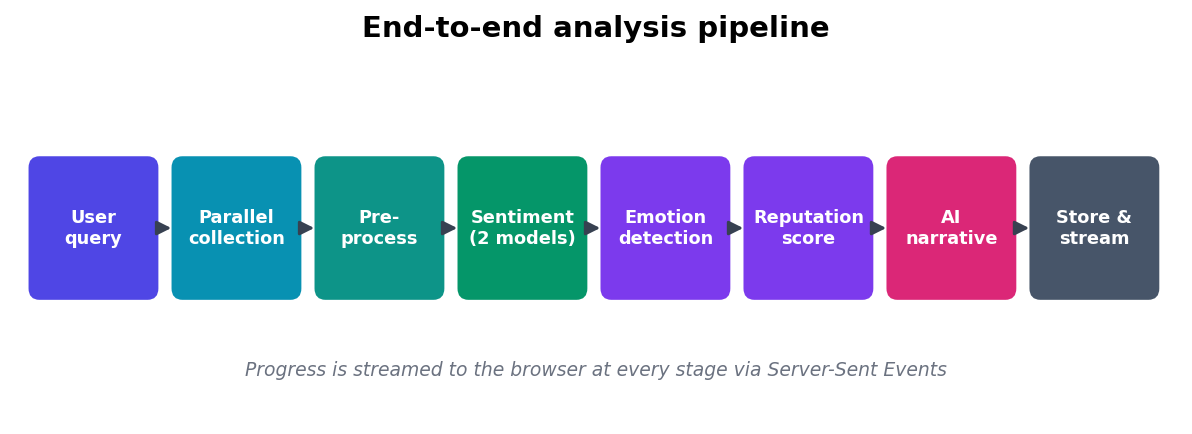 End-to-end analysis pipeline
User
query
Parallel
collection
Pre-
process
Sentiment
(2 models)
Emotion
detection
Reputation
score
AI
narrative
Store &
stream
Progress is streamed to the browser at every stage via Server-Sent Events